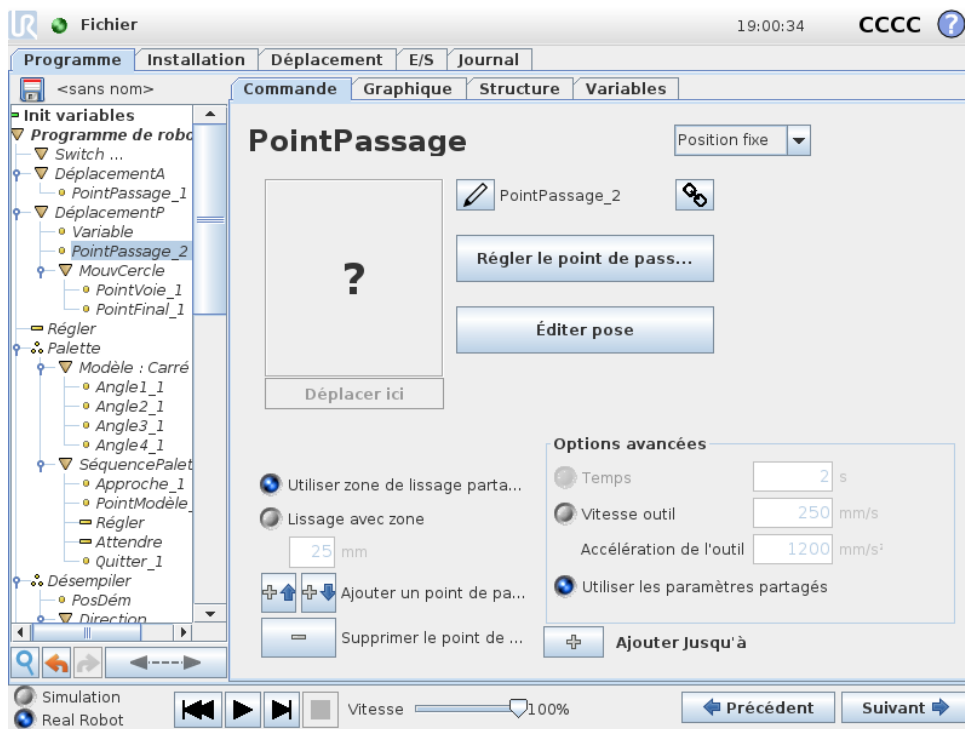 UR Fichier 19:00:34 CCCC ?
Programme Installation Déplacement E/S Journal
<sans nom>
Commande Graphique Structure Variables
Init variables
Programme de robo
Switch ...
DéplacementA
PointPassage_1
DéplacementP
Variable
PointPassage_2
MouvCercle
PointVoie_1
PointFinal_1
Régler
Palette
Modèle : Carré
Angle1_1
Angle2_1
Angle3_1
Angle4_1
SéquencePalet
Approche_1
PointModèle_
Régler
Attendre
Quitter_1
Désempiler
PosDém
Direction
PointPassage
Position fixe
PointPassage_2
?
Régler le point de pass...
Éditer pose
Déplacer ici
Utiliser zone de lissage parta...
Lissage avec zone
25 mm
Ajouter un point de pa...
Supprimer le point de ...
Options avancées
Temps 2 s
Vitesse outil 250 mm/s
Accélération de l'outil 1200 mm/s²
Utiliser les paramètres partagés
Ajouter Jusqu'à
Simulation
Real Robot
Vitesse 100%
Précédent Suivant